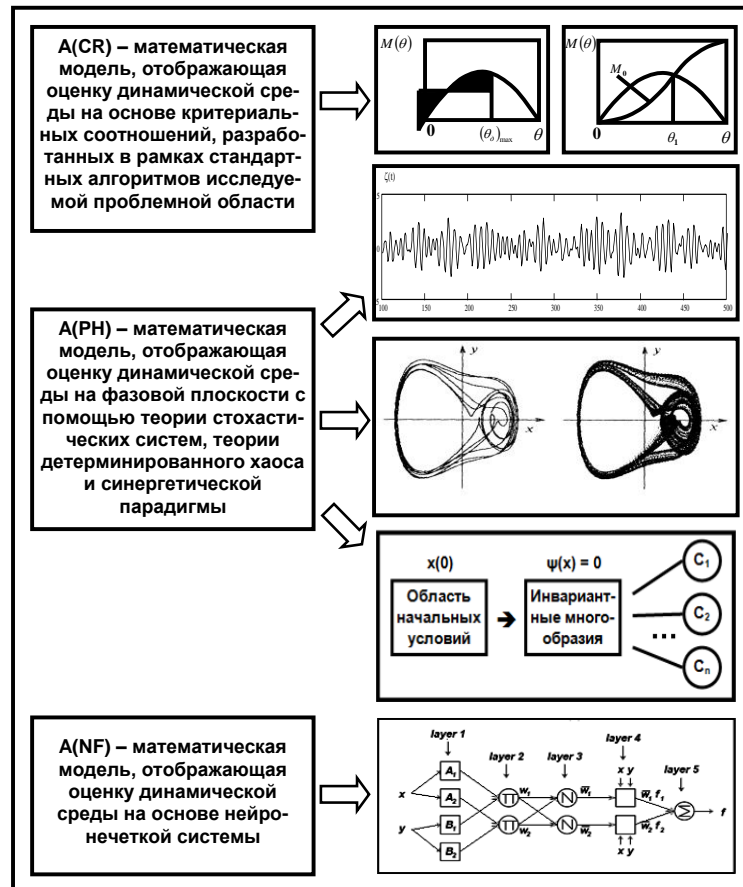 A(CR) – математическая
модель, отображающая
оценку динамической сре-
ды на основе критериаль-
ных соотношений, разрабо-
танных в рамках стандарт-
ных алгоритмов исследуе-
мой проблемной области
M(θ)
0
(θ₀)max
θ
M(θ)
M₀
0
θ₁
θ
ζ(t)
5
0
5
100 150 200 250 300 350 400 450 500
A(PH) – математическая
модель, отображающая
оценку динамической сре-
ды на фазовой плоскости с
помощью теории стохасти-
ческих систем, теории
детерминированного хаоса
и синергетической
парадигмы
y
x
y
x
x(0)
Область
начальных
условий
ψ(x) = 0
Инвариант-
ные много-
образия
C₁
C₂
...
Cₙ
A(NF) – математическая
модель, отображающая
оценку динамической
среды на основе нейро-
нечеткой системы
layer 1
layer 2
layer 3
layer 4
layer 5
x y
x
A₁
A₂
y
B₁
B₂
Π
w₁
N
w̄₁
w̄₁ f₁
Π
w₂
N
w̄₂
w̄₂ f₂
Σ
f
x y